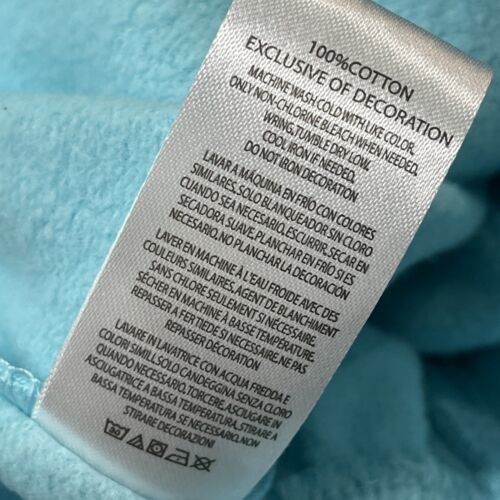 100%COTTON
EXCLUSIVE OF DECORATION
MACHINE WASH COLD WITH LIKE COLOR,
ONLY NON-CHLORINE BLEACH WHEN NEEDED,
WRING,TUMBLE DRY LOW.
COOL IRON IF NEEDED,
DO NOT IRON DECORATION
LAVAR A MAQUINA EN FRÍO CON COLORES
SIMILARES,SOLO BLANQUEADOR SIN CLORO
CUANDO SEA NECESARIO,ESCURRIR.SECAR EN
SECADORA SUAVE,PLANCHAR EN FRÍO SI ES
NECESARIO,NO PLANCHAR DECORACIÓN
LAVER EN MACHINE À L'EAU FROIDE AVEC DES
COULEURS SIMILAIRES,AGENT DE BLANCHIMENT
SANS CHLORE SEULEMENT SI NÉCESSAIRE,
SÉCHER EN MACHINE À BASSE TEMPÉRATURE.
REPASSER A FER TIEDE SI NECESSAIRE,NE PAS
REPASSER DÉCORATION
LAVARE IN LAVATRICE CON ACQUA FREDDA E
COLORI SIMILI.SOLO CANDEGGINA SENZA CLORO
QUANDO NECESSARIO,TORCERE,ASCIUGARE IN
ASCIUGATRICE A BASSA TEMPERATURA.STIRARE A
BASSA TEMPERATURA SE NECESSARIO,NON
STIRARE DECORAZIONI